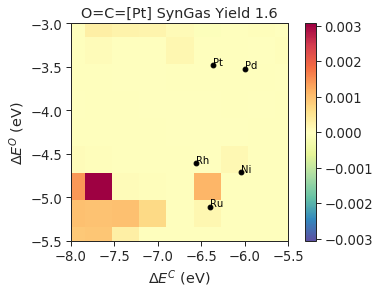 O=C=[Pt] SynGas Yield 1.6
−3.0
−3.5
−4.0
−4.5
−5.0
−5.5
ΔE^O (eV)
Pt
Pd
Rh
Ni
Ru
−8.0 −7.5 −7.0 −6.5 −6.0 −5.5
ΔE^C (eV)
0.003
0.002
0.001
0.000
−0.001
−0.002
−0.003